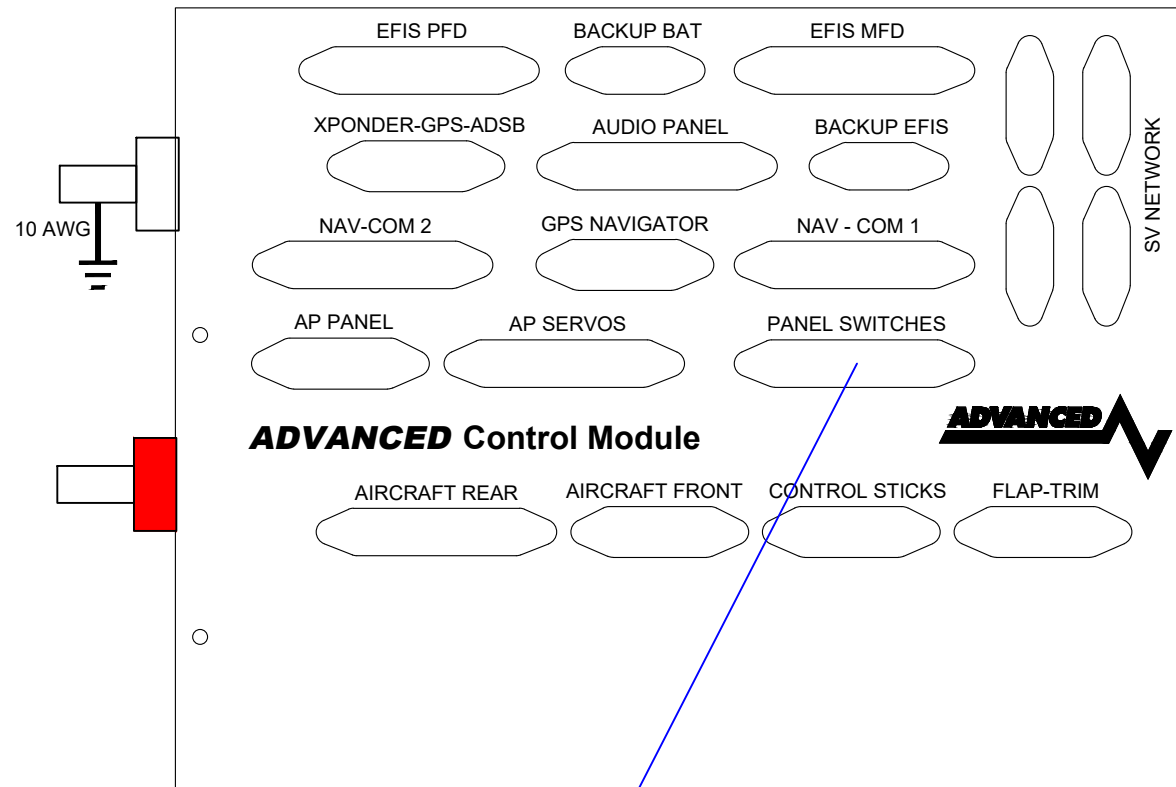 EFIS PFD
BACKUP BAT
EFIS MFD
XPONDER-GPS-ADSB
AUDIO PANEL
BACKUP EFIS
SV NETWORK
10 AWG
NAV-COM 2
GPS NAVIGATOR
NAV - COM 1
AP PANEL
AP SERVOS
PANEL SWITCHES
ADVANCED Control Module
ADVANCED
AIRCRAFT REAR
AIRCRAFT FRONT
CONTROL STICKS
FLAP-TRIM